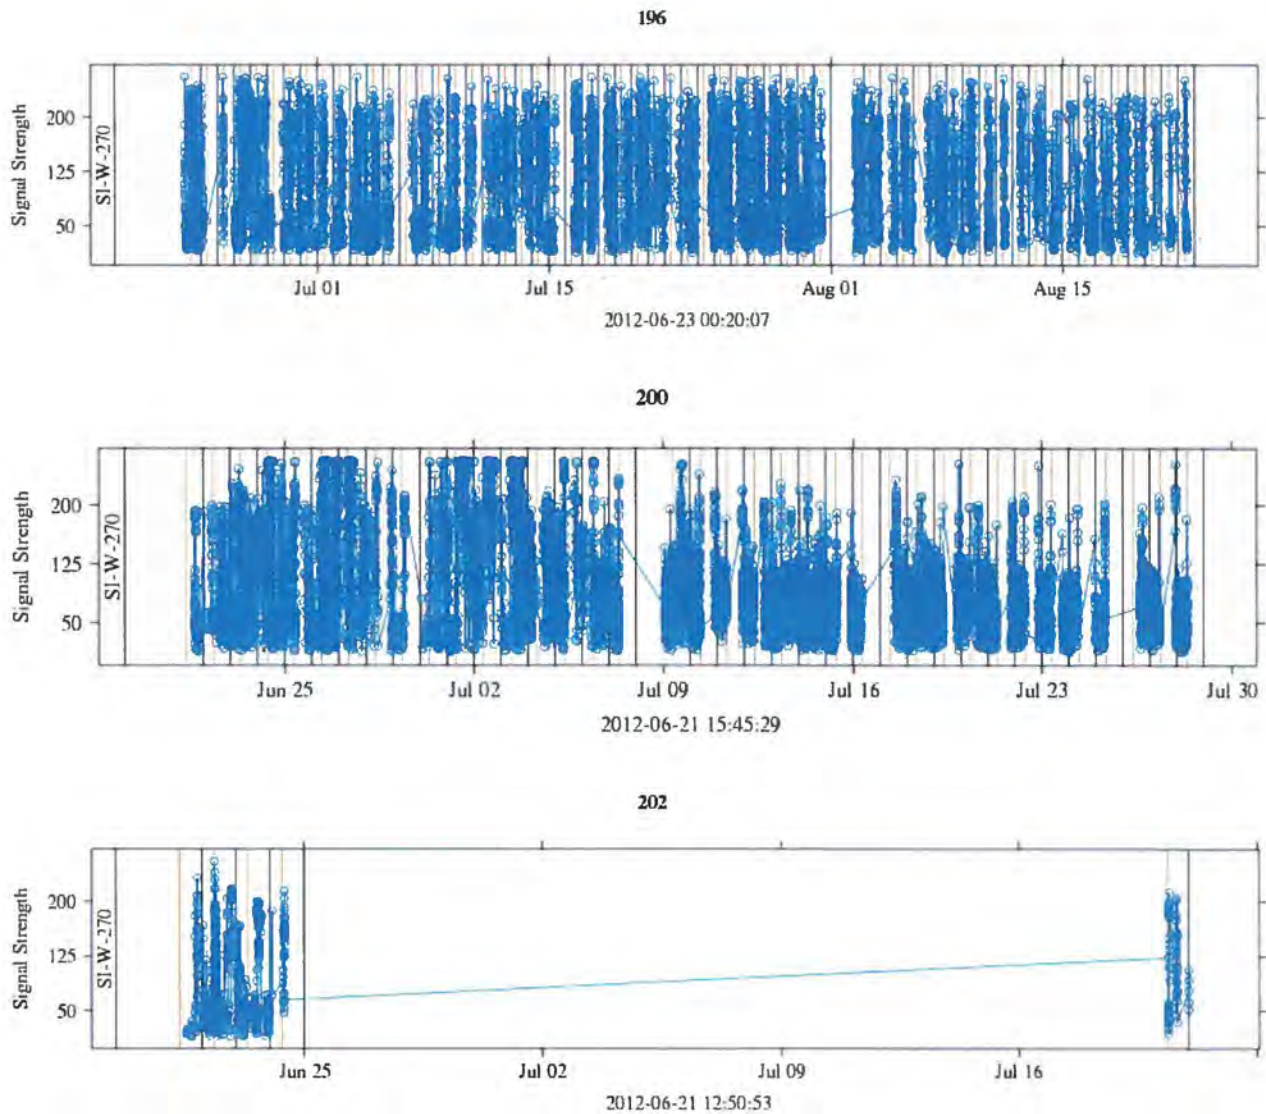 196
Signal Strength
200
125
50
SI-W-270
Jul 01 Jul 15 Aug 01 Aug 15
2012-06-23 00:20:07
200
Signal Strength
200
125
50
SI-W-270
Jun 25 Jul 02 Jul 09 Jul 16 Jul 23 Jul 30
2012-06-21 15:45:29
202
Signal Strength
200
125
50
SI-W-270
Jun 25 Jul 02 Jul 09 Jul 16
2012-06-21 12:50:53